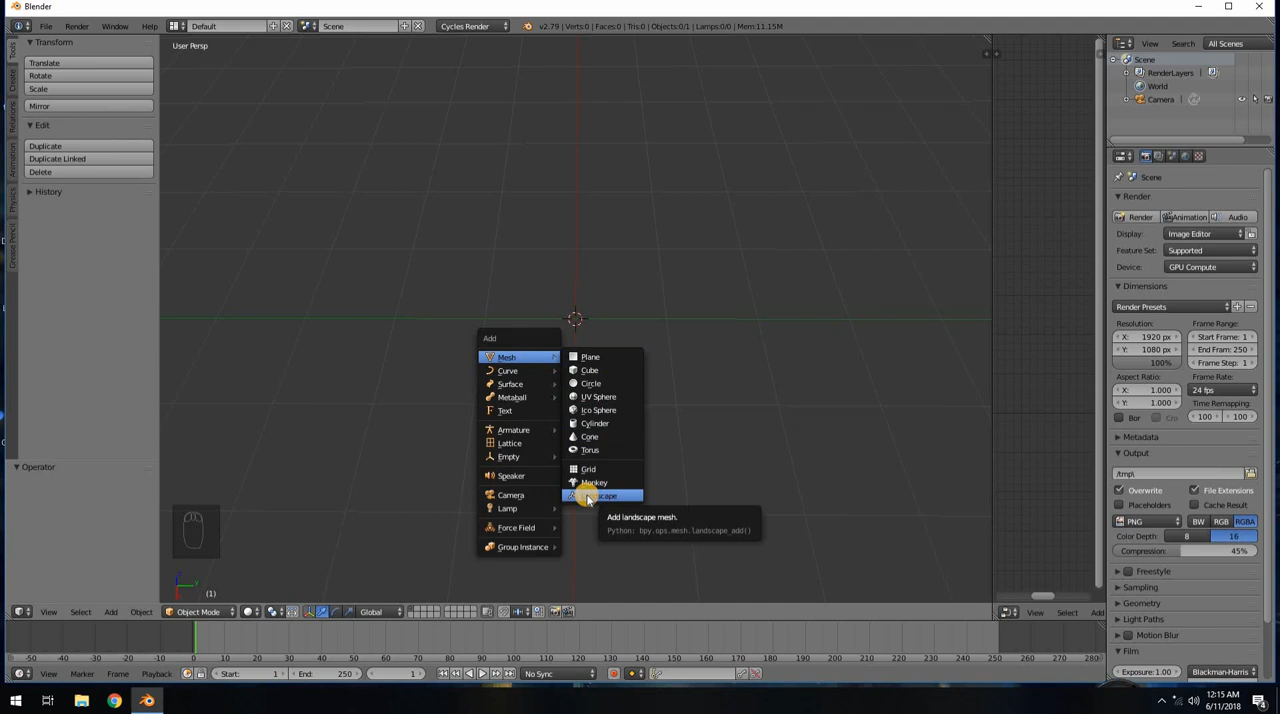 Blender
File Render Window Help Default Scene Cycles Render v2.79 | Verts:0 | Faces:0 | Tris:0 | Objects:0/1 | Lamps:0/0 | Mem:11.15M
View Search All Scenes
Tools
Create
Relations
Animation
Physics
Grease Pencil
Transform
Translate
Rotate
Scale
Mirror
Edit
Duplicate
Duplicate Linked
Delete
History
Operator
User Persp
(1)
Add
Mesh
Curve
Surface
Metaball
Text
Armature
Lattice
Empty
Speaker
Camera
Lamp
Force Field
Group Instance
Plane
Cube
Circle
UV Sphere
Ico Sphere
Cylinder
Cone
Torus
Grid
Monkey
Add landscape mesh.
Python: bpy.ops.mesh.landscape_add()
View Select Add Object Object Mode Global
View Select Add
Scene
RenderLayers
World
Camera
Scene
Render
Render Animation Audio
Display: Image Editor
Feature Set: Supported
Device: GPU Compute
Dimensions
Render Presets
Resolution: Frame Range:
X: 1920 px Start Frame: 1
Y: 1080 px End Fram: 250
100% Frame Step: 1
Aspect Ratio: Frame Rate:
X: 1.000 24 fps
Y: 1.000 Time Remapping:
Bor Cro 100 100
Metadata
Output
/tmp\
Overwrite File Extensions
Placeholders Cache Result
PNG BW RGB RGBA
Color Depth: 8 16
Compression: 45%
Freestyle
Sampling
Geometry
Light Paths
Motion Blur
Film
Exposure: 1.00 Blackman-Harris
-50 -40 -30 -20 -10 0 10 20 30 40 50 60 70 80 90 100 110 120 130 140 150 160 170 180 190 200 210 220 230 240 250 260 270 280
View Marker Frame Playback Start: 1 End: 250 1 No Sync
12:15 AM
6/11/2018
4